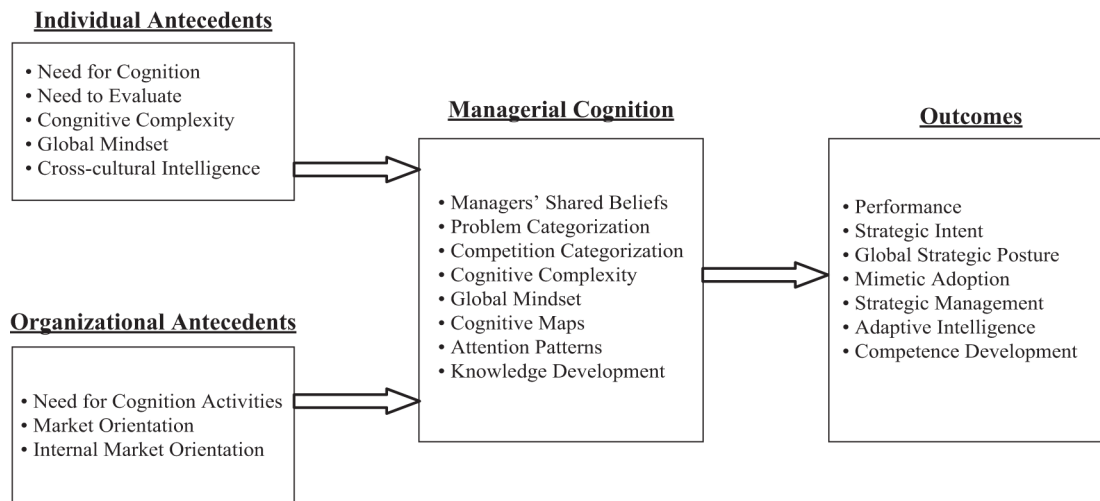 Individual Antecedents
• Need for Cognition
• Need to Evaluate
• Congnitive Complexity
• Global Mindset
• Cross-cultural Intelligence
Organizational Antecedents
• Need for Cognition Activities
• Market Orientation
• Internal Market Orientation
Managerial Cognition
• Managers' Shared Beliefs
• Problem Categorization
• Competition Categorization
• Cognitive Complexity
• Global Mindset
• Cognitive Maps
• Attention Patterns
• Knowledge Development
Outcomes
• Performance
• Strategic Intent
• Global Strategic Posture
• Mimetic Adoption
• Strategic Management
• Adaptive Intelligence
• Competence Development